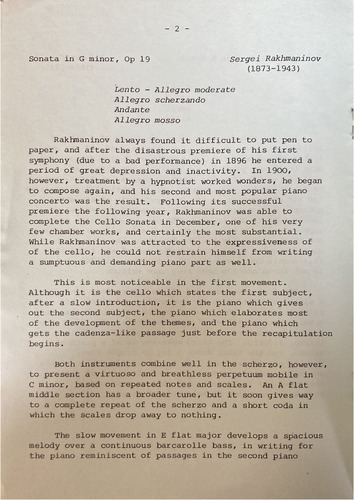 - 2 -
Sonata in G minor, Op 19 Sergei Rakhmaninov
(1873-1943)
Lento - Allegro moderate
Allegro scherzando
Andante
Allegro mosso
Rakhmaninov always found it difficult to put pen to
paper, and after the disastrous premiere of his first
symphony (due to a bad performance) in 1896 he entered a
period of great depression and inactivity. In 1900,
however, treatment by a hypnotist worked wonders, he began
to compose again, and his second and most popular piano
concerto was the result. Following its successful
premiere the following year, Rakhmaninov was able to
complete the Cello Sonata in December, one of his very
few chamber works, and certainly the most substantial.
While Rakhmaninov was attracted to the expressiveness of
of the cello, he could not restrain himself from writing
a sumptuous and demanding piano part as well.
This is most noticeable in the first movement.
Although it is the cello which states the first subject,
after a slow introduction, it is the piano which gives
out the second subject, the piano which elaborates most
of the development of the themes, and the piano which
gets the cadenza-like passage just before the recapitulation
begins.
Both instruments combine well in the scherzo, however,
to present a virtuoso and breathless perpetuum mobile in
C minor, based on repeated notes and scales. An A flat
middle section has a broader tune, but it soon gives way
to a complete repeat of the scherzo and a short coda in
which the scales drop away to nothing.
The slow movement in E flat major develops a spacious
melody over a continuous barcarolle bass, in writing for
the piano reminiscent of passages in the second piano